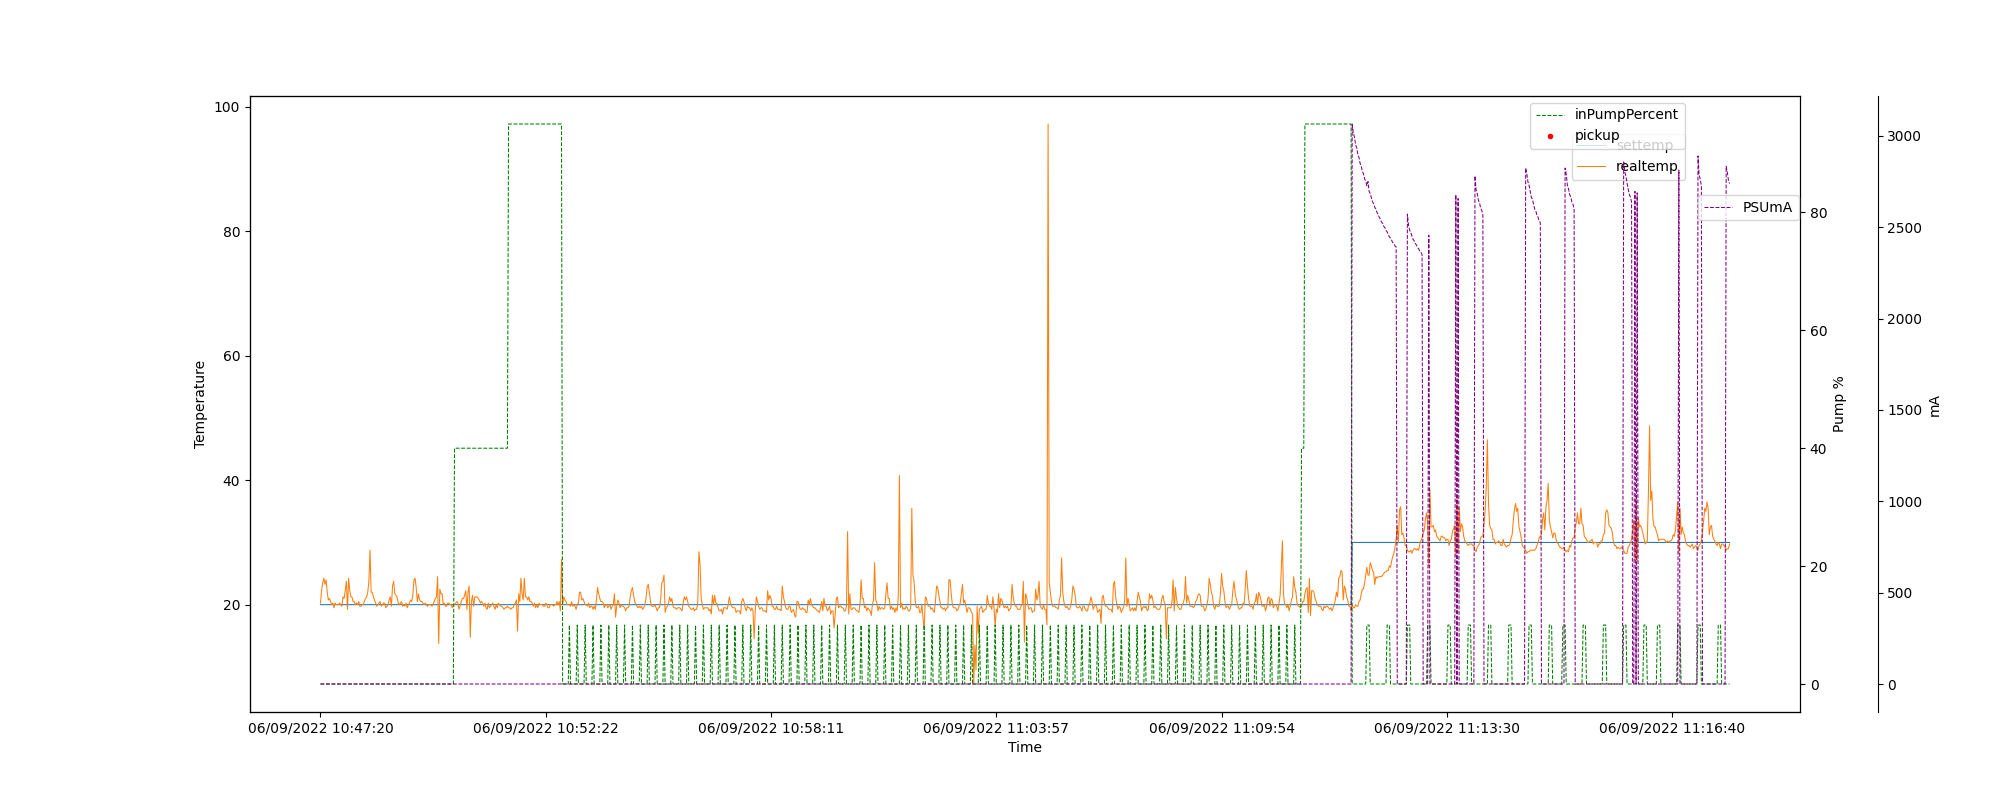 100
80
60
40
20
Temperature
inPumpPercent
pickup
settemp
realtemp
PSUmA
80
60
40
20
0
Pump %
3000
2500
2000
1500
1000
500
0
mA
06/09/2022 10:47:20
06/09/2022 10:52:22
06/09/2022 10:58:11
06/09/2022 11:03:57
06/09/2022 11:09:54
06/09/2022 11:13:30
06/09/2022 11:16:40
Time